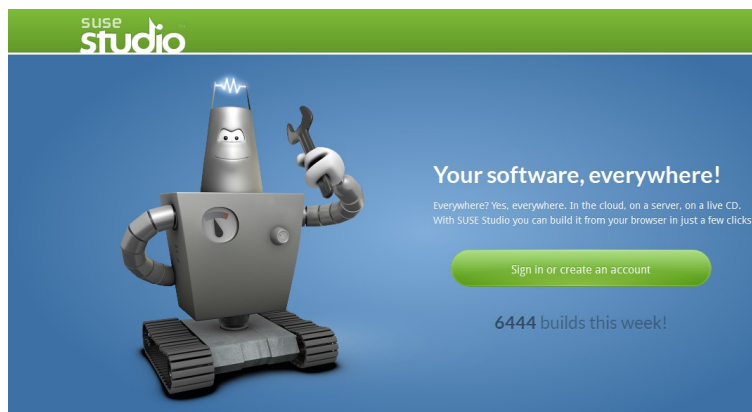 suse
studio
Your software, everywhere!
Everywhere? Yes, everywhere. In the cloud, on a server, on a live CD.
With SUSE Studio you can build it from your browser in just a few clicks
Sign in or create an account
6444 builds this week!